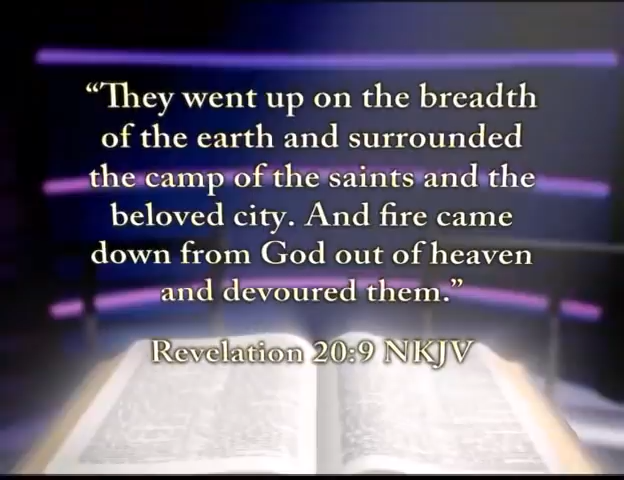 “They went up on the breadth
of the earth and surrounded
the camp of the saints and the
beloved city. And fire came
down from God out of heaven
and devoured them.”
Revelation 20:9 NKJV